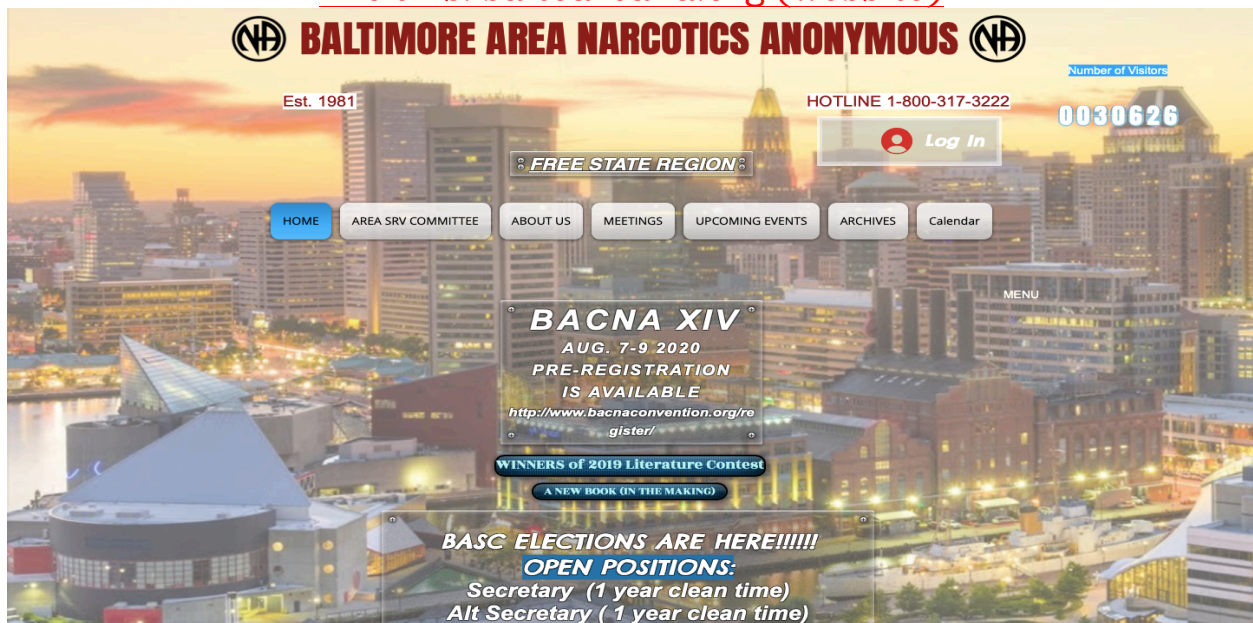 (website)
NA BALTIMORE AREA NARCOTICS ANONYMOUS NA
Number of Visitors
Est. 1981
HOTLINE 1-800-317-3222
0030626
Log In
FREE STATE REGION
HOME AREA SRV COMMITTEE ABOUT US MEETINGS UPCOMING EVENTS ARCHIVES Calendar
MENU
BACNA XIV
AUG. 7-9 2020
PRE-REGISTRATION
IS AVAILABLE
http://www.bacnaconvention.org/re
gister/
WINNERS of 2019 Literature Contest
A NEW BOOK (IN THE MAKING)
BASC ELECTIONS ARE HERE!!!!!!
OPEN POSITIONS:
Secretary (1 year clean time)
Alt Secretary ( 1 year clean time)